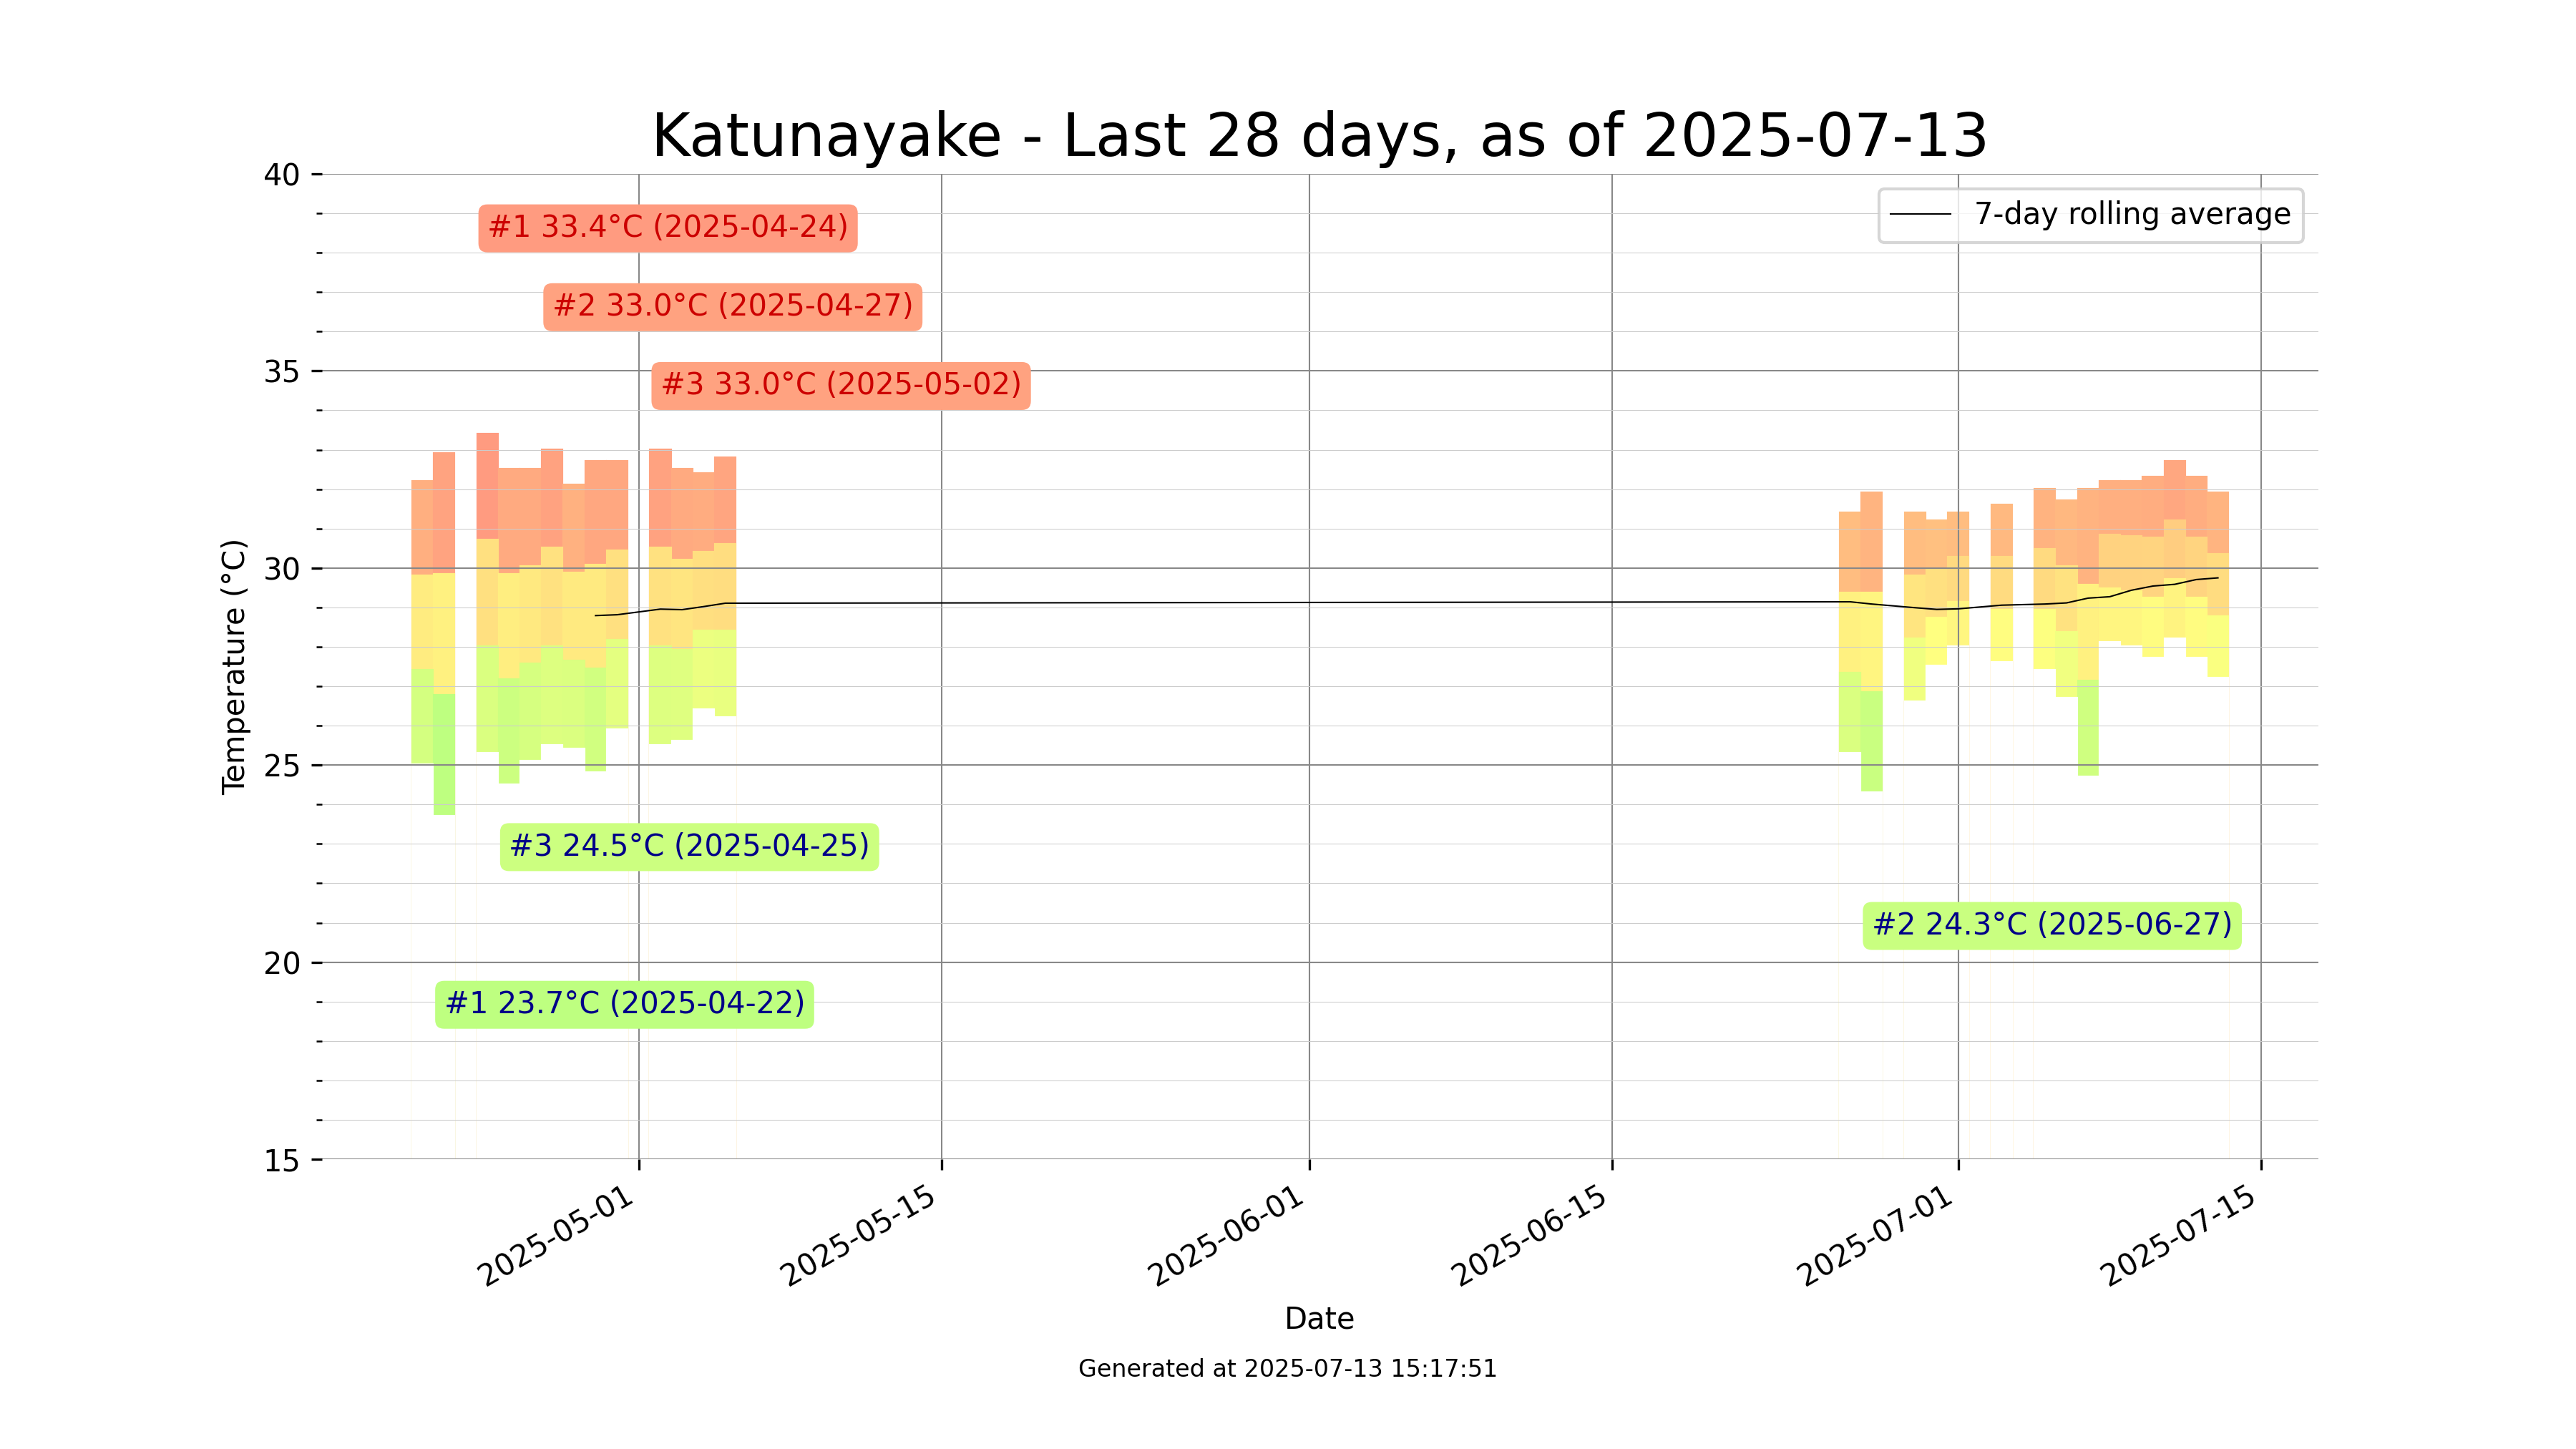 Katunayake - Last 28 days, as of 2025-07-13
7-day rolling average
#1 33.4°C (2025-04-24)
#2 33.0°C (2025-04-27)
#3 33.0°C (2025-05-02)
#3 24.5°C (2025-04-25)
#2 24.3°C (2025-06-27)
#1 23.7°C (2025-04-22)
Temperature (°C)
40
35
30
25
20
15
2025-05-01
2025-05-15
2025-06-01
2025-06-15
2025-07-01
2025-07-15
Date
Generated at 2025-07-13 15:17:51